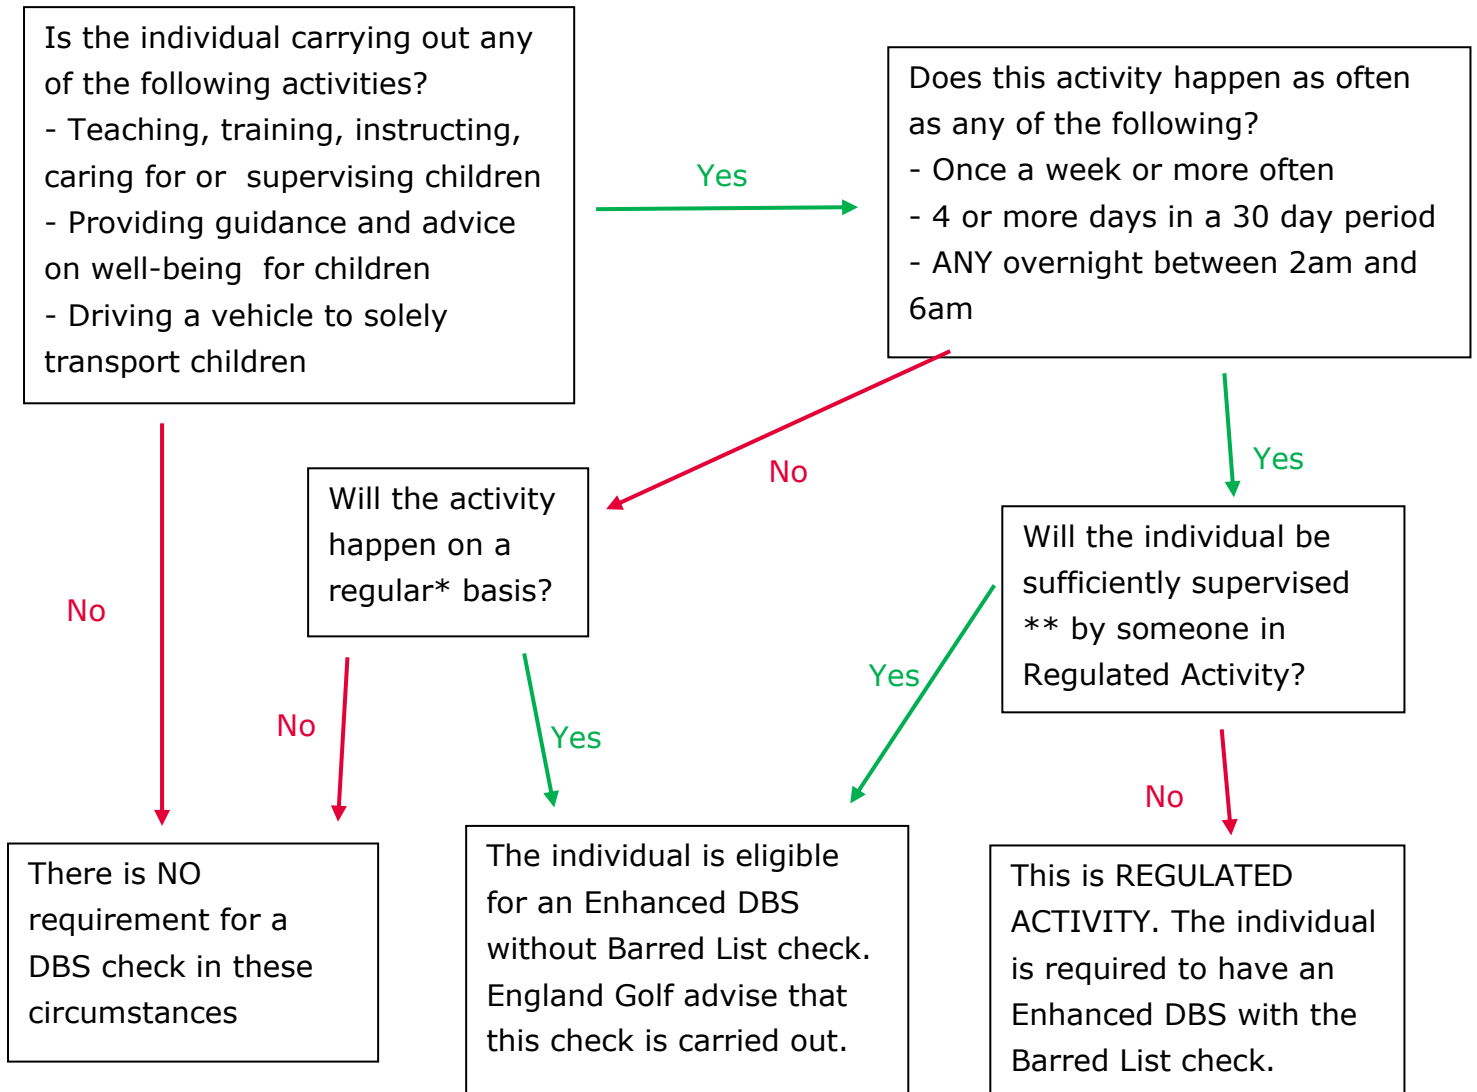 Is the individual carrying out any
of the following activities?
- Teaching, training, instructing,
caring for or  supervising children
- Providing guidance and advice
on well-being  for children
- Driving a vehicle to solely
transport children
Yes
Does this activity happen as often
as any of the following?
- Once a week or more often
- 4 or more days in a 30 day period
- ANY overnight between 2am and
6am
No
No
Yes
Will the activity
happen on a
regular* basis?
Will the individual be
sufficiently supervised
** by someone in
Regulated Activity?
No
Yes
Yes
No
There is NO
requirement for a
DBS check in these
circumstances
The individual is eligible
for an Enhanced DBS
without Barred List check.
England Golf advise that
this check is carried out.
This is REGULATED
ACTIVITY. The individual
is required to have an
Enhanced DBS with the
Barred List check.